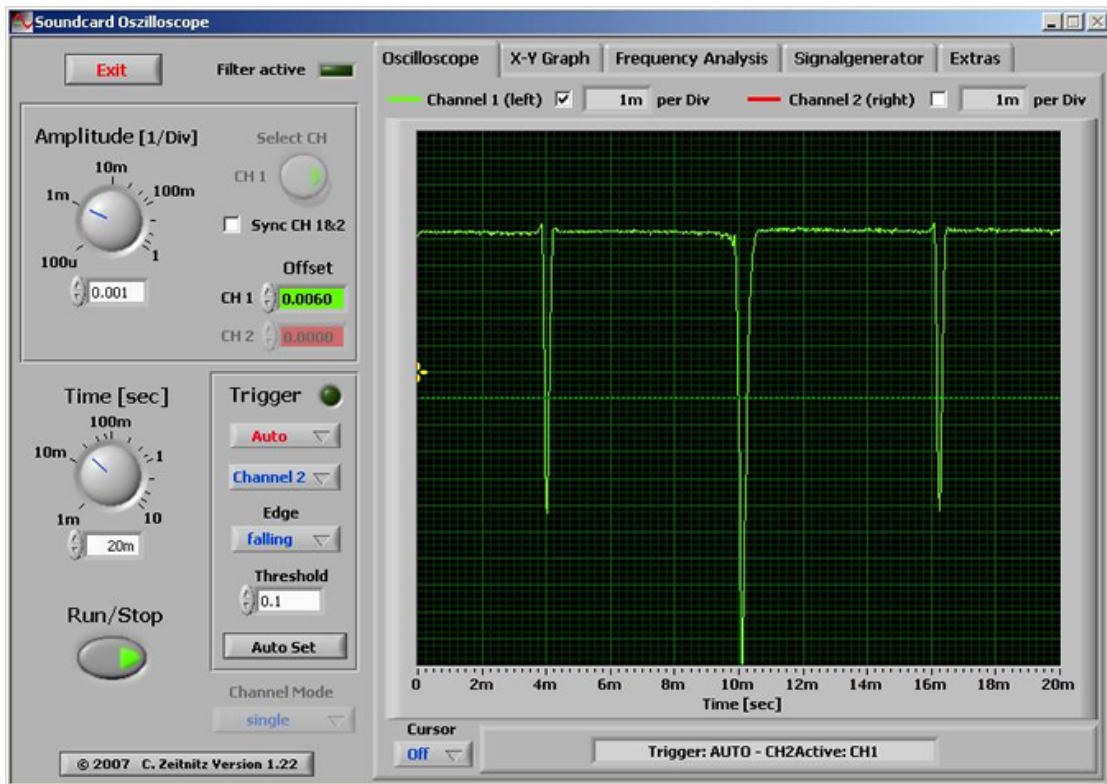 Soundcard Oszilloscope
Exit
Filter active
Amplitude [1/Div]
10m
1m
100m
100u
1
0.001
Select CH
CH 1
Sync CH 1&2
Offset
CH 1 0.0060
CH 2 0.0000
Time [sec]
100m
10m
1
1m
10
20m
Run/Stop
Trigger
Auto
Channel 2
Edge
falling
Threshold
0.1
Auto Set
Channel Mode
single
© 2007 C. Zeitnitz Version 1.22
Oscilloscope X-Y Graph Frequency Analysis Signalgenerator Extras
Channel 1 (left) 1m per Div Channel 2 (right) 1m per Div
0 2m 4m 6m 8m 10m 12m 14m 16m 18m 20m
Time [sec]
Cursor
Off
Trigger: AUTO - CH2Active: CH1